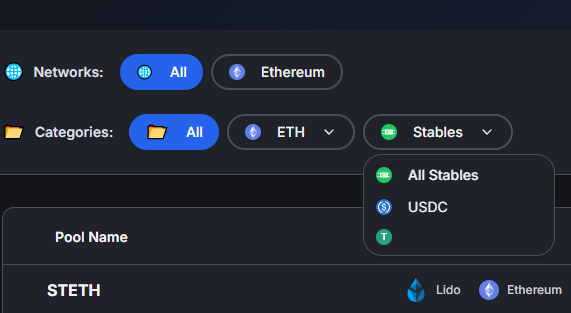 Networks: All Ethereum
Categories: All ETH Stables
All Stables
USDC
T
Pool Name
STETH Lido Ethereum